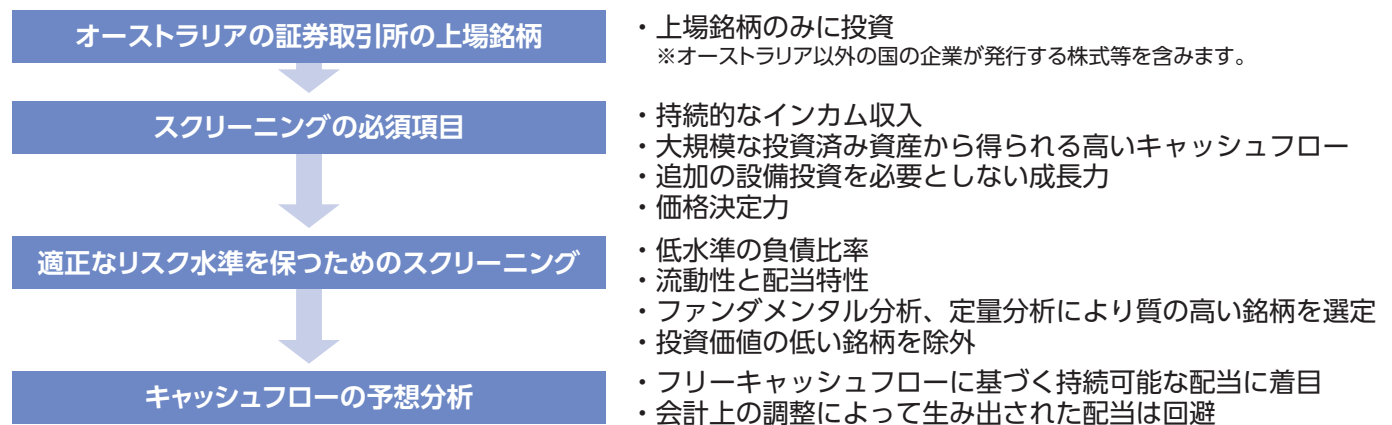 オーストラリアの証券取引所の上場銘柄
・上場銘柄のみに投資
※オーストラリア以外の国の企業が発行する株式等を含みます。
スクリーニングの必須項目
・持続的なインカム収入
・大規模な投資済み資産から得られる高いキャッシュフロー
・追加の設備投資を必要としない成長力
・価格決定力
適正なリスク水準を保つためのスクリーニング
・低水準の負債比率
・流動性と配当特性
・ファンダメンタル分析、定量分析により質の高い銘柄を選定
・投資価値の低い銘柄を除外
キャッシュフローの予想分析
・フリーキャッシュフローに基づく持続可能な配当に着目
・会計上の調整によって生み出された配当は回避